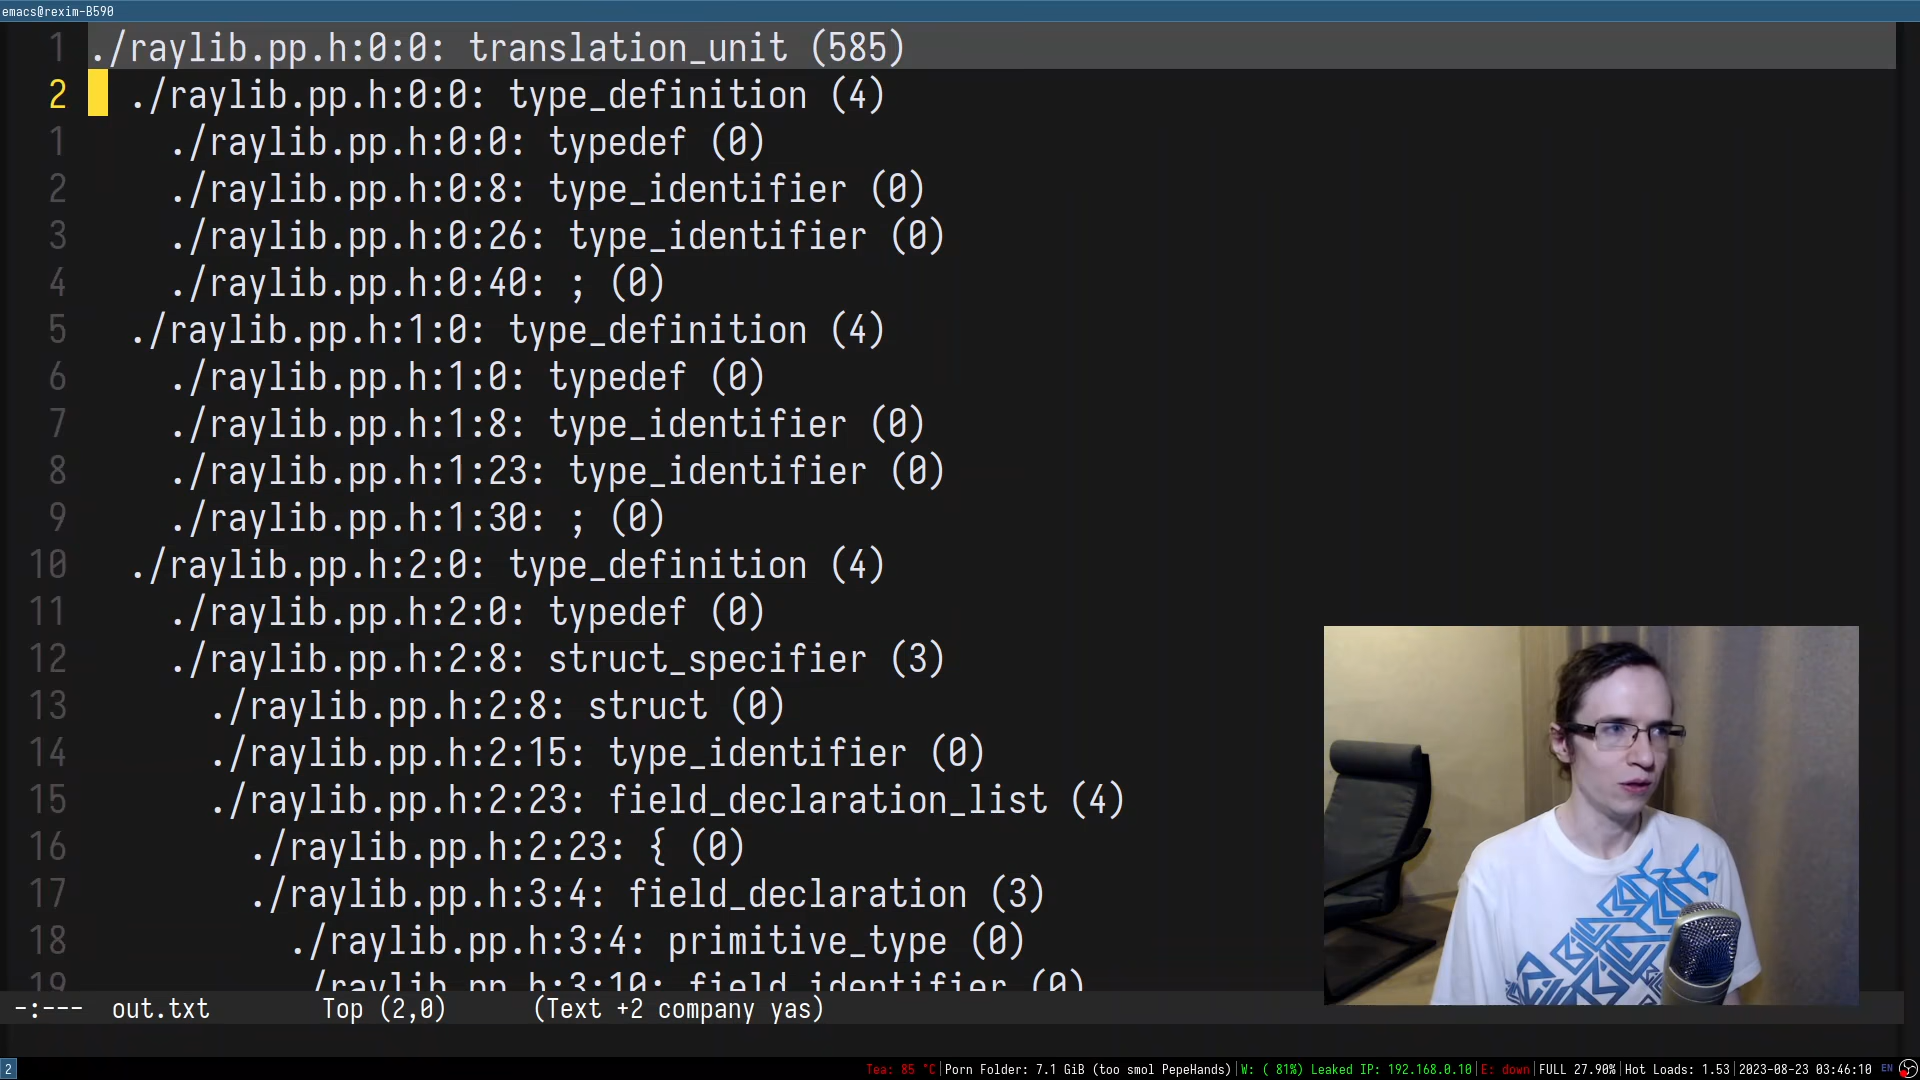 emacs@rexim-B590
1 ./raylib.pp.h:0:0: translation_unit (585)
2 ./raylib.pp.h:0:0: type_definition (4)
1 ./raylib.pp.h:0:0: typedef (0)
2 ./raylib.pp.h:0:8: type_identifier (0)
3 ./raylib.pp.h:0:26: type_identifier (0)
4 ./raylib.pp.h:0:40: ; (0)
5 ./raylib.pp.h:1:0: type_definition (4)
6 ./raylib.pp.h:1:0: typedef (0)
7 ./raylib.pp.h:1:8: type_identifier (0)
8 ./raylib.pp.h:1:23: type_identifier (0)
9 ./raylib.pp.h:1:30: ; (0)
10 ./raylib.pp.h:2:0: type_definition (4)
11 ./raylib.pp.h:2:0: typedef (0)
12 ./raylib.pp.h:2:8: struct_specifier (3)
13 ./raylib.pp.h:2:8: struct (0)
14 ./raylib.pp.h:2:15: type_identifier (0)
15 ./raylib.pp.h:2:23: field_declaration_list (4)
16 ./raylib.pp.h:2:23: { (0)
17 ./raylib.pp.h:3:4: field_declaration (3)
18 ./raylib.pp.h:3:4: primitive_type (0)
19 ./raylib.pp.h:3:10: field_identifier (0)
-:--- out.txt Top (2,0) (Text +2 company yas)
2 Tea: 85 °C|Porn Folder: 7.1 GiB (too smol PepeHands)|W: ( 81%) Leaked IP: 192.168.0.10|E: down|FULL 27.90%|Hot Loads: 1.53|2023-08-23 03:46:10 EN